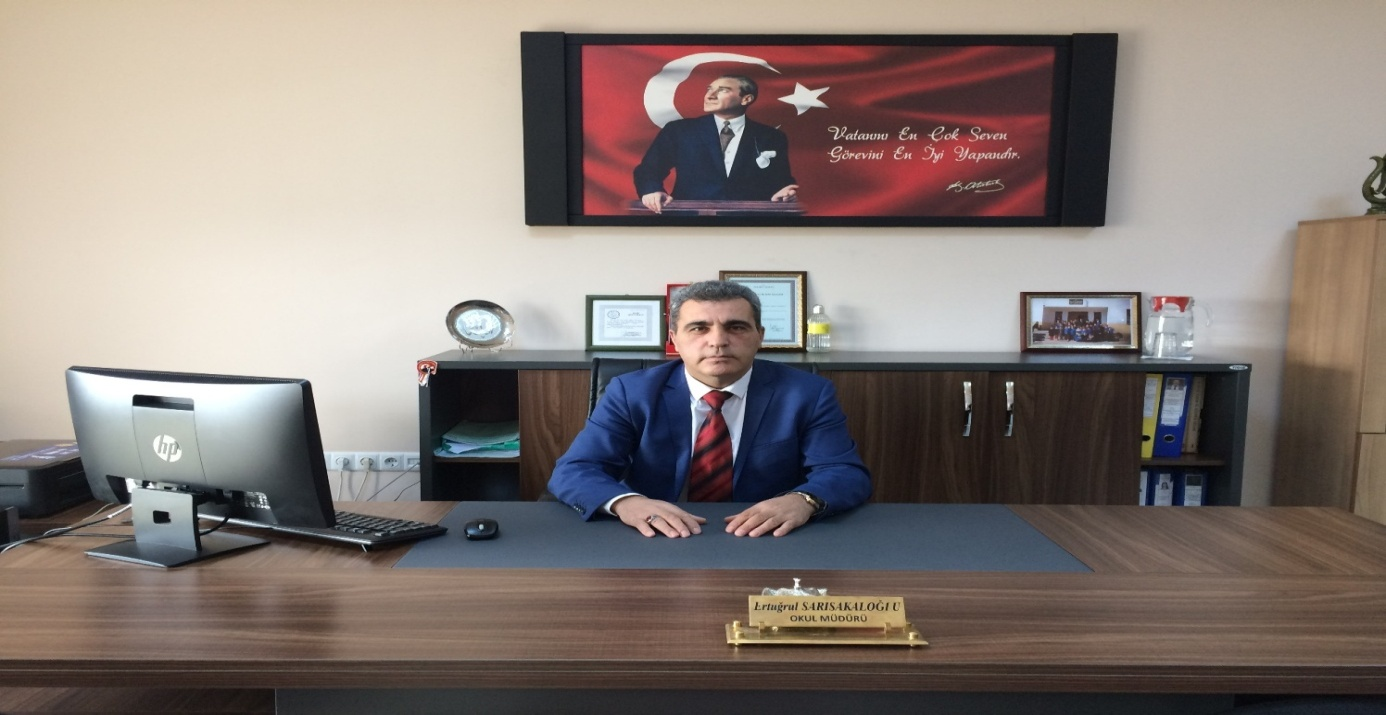 Vatanını En Çok Seven
Görevini En İyi Yapandır.
hp
Ertuğrul SARISAKALOĞLU
OKUL MÜDÜRÜ